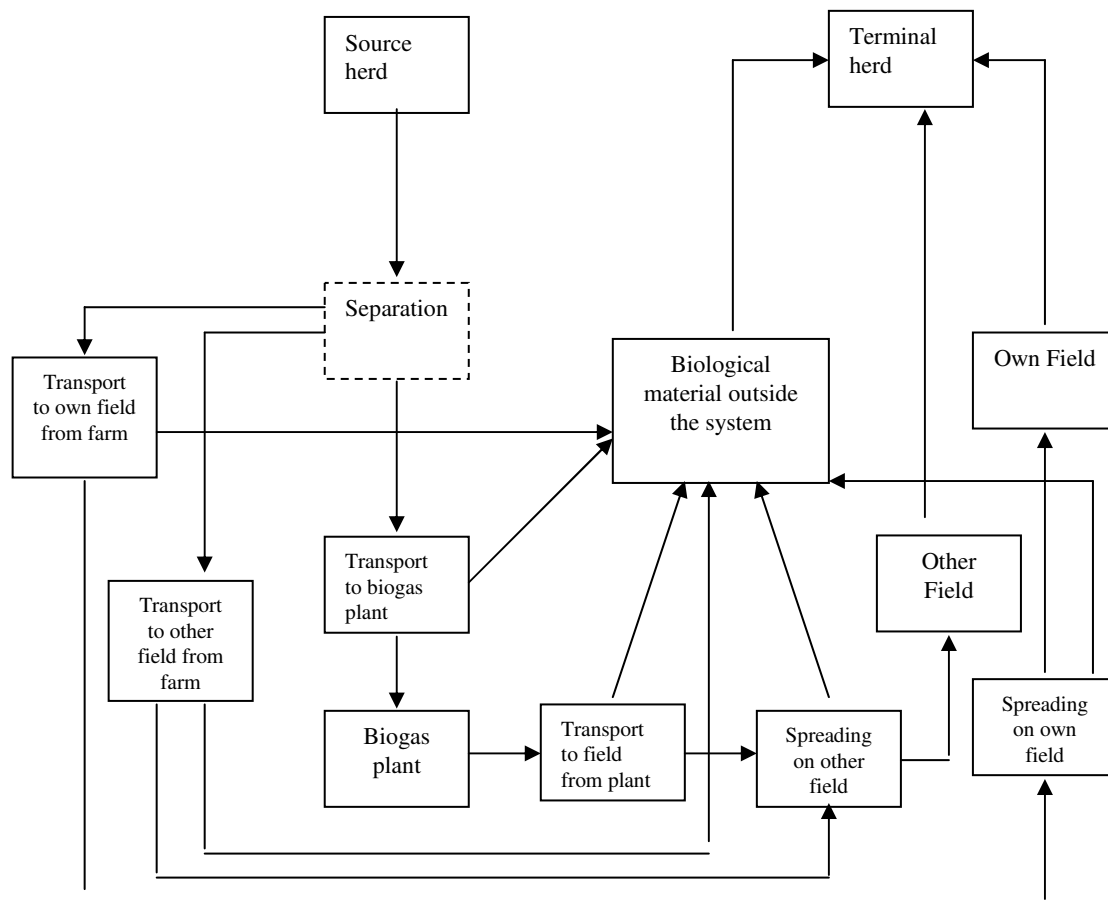 Source
herd
Terminal
herd
Separation
Biological
material outside
the system
Own Field
Transport
to own field
from farm
Transport
to biogas
plant
Other
Field
Transport
to other
field from
farm
Biogas
plant
Transport
to field
from plant
Spreading
on other
field
Spreading
on own
field